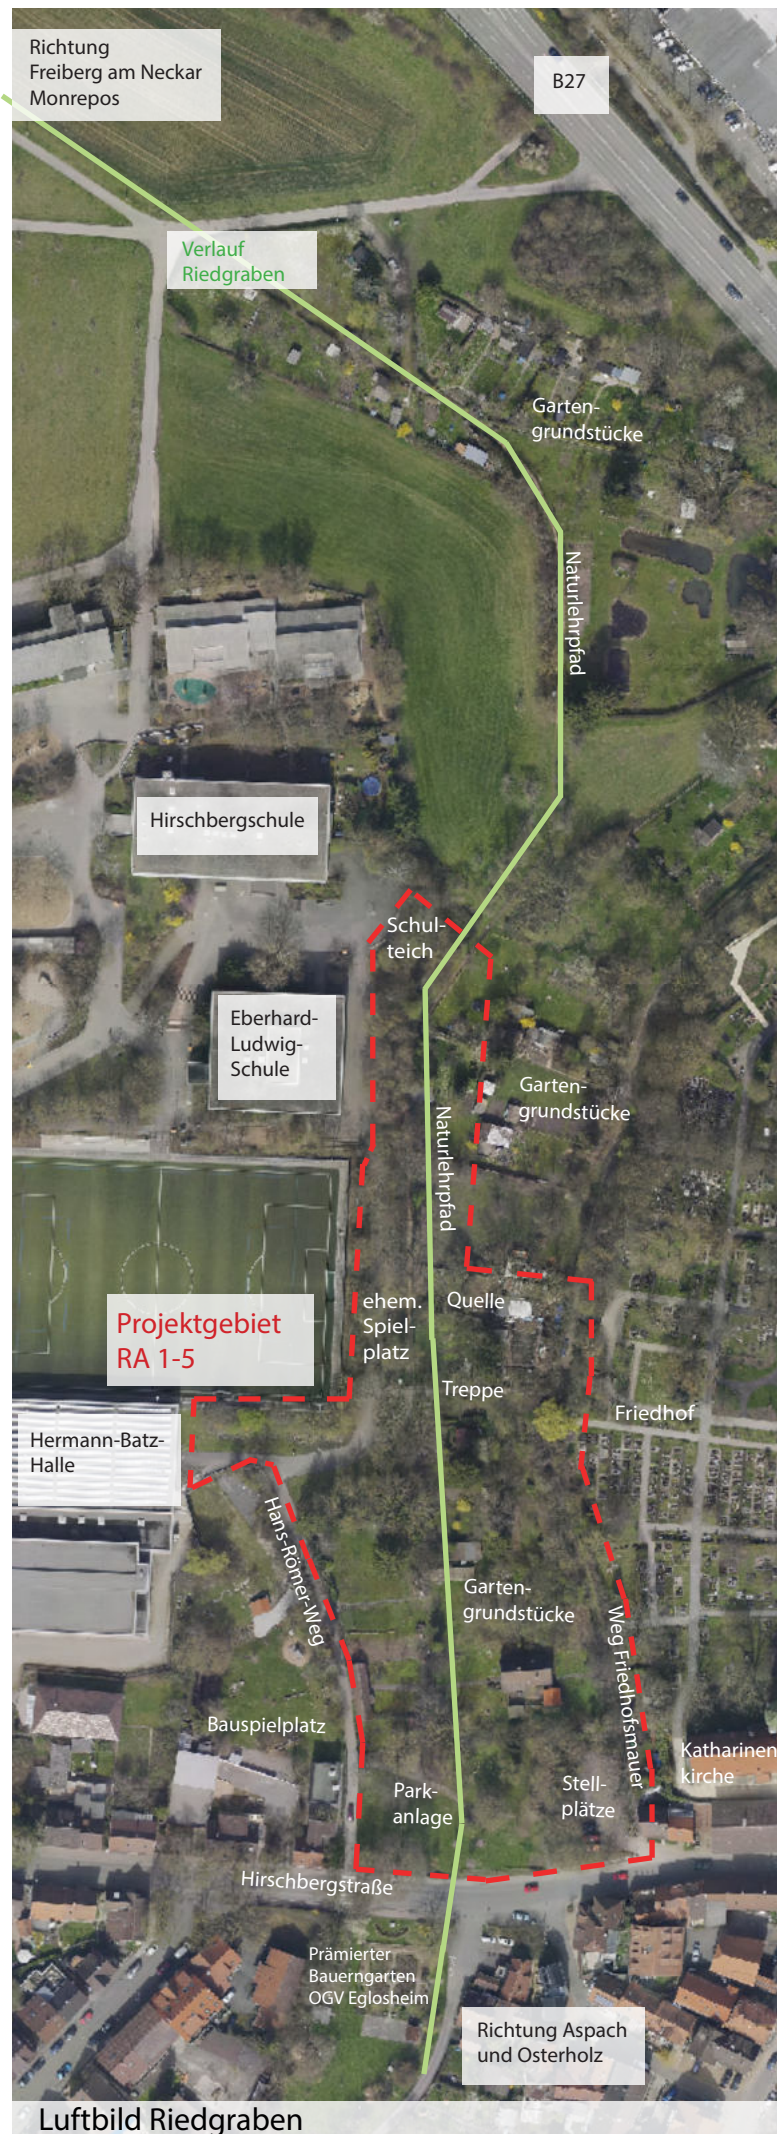 Richtung
Freiberg am Neckar
Monrepos
B27
Verlauf
Riedgraben
Garten-
grundstücke
Naturlehrpfad
Hirschbergschule
Schul-
teich
Eberhard-
Ludwig-
Schule
Garten-
grundstücke
Naturlehrpfad
Quelle
ehem.
Spiel-
platz
Projektgebiet
RA 1-5
Treppe
Friedhof
Hermann-Batz-
Halle
Hans-Römer-Weg
Garten-
grundstücke
Weg Friedhofsmauer
Bauspielplatz
Katharinen
kirche
Stell-
plätze
Park-
anlage
Hirschbergstraße
Prämierter
Bauerngarten
OGV Eglosheim
Richtung Aspach
und Osterholz
Luftbild Riedgraben